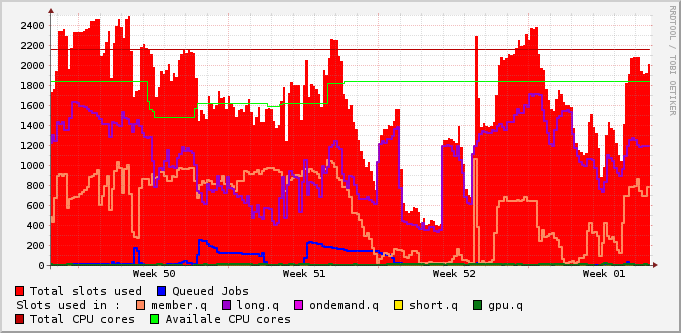 RRDTOOL / TOBI OETIKER
2400
2200
2000
1800
1600
1400
1200
1000
800
600
400
200
0
Week 50 Week 51 Week 52 Week 01
Total slots used Queued Jobs
Slots used in : member.q long.q ondemand.q short.q gpu.q
Total CPU cores Availale CPU cores